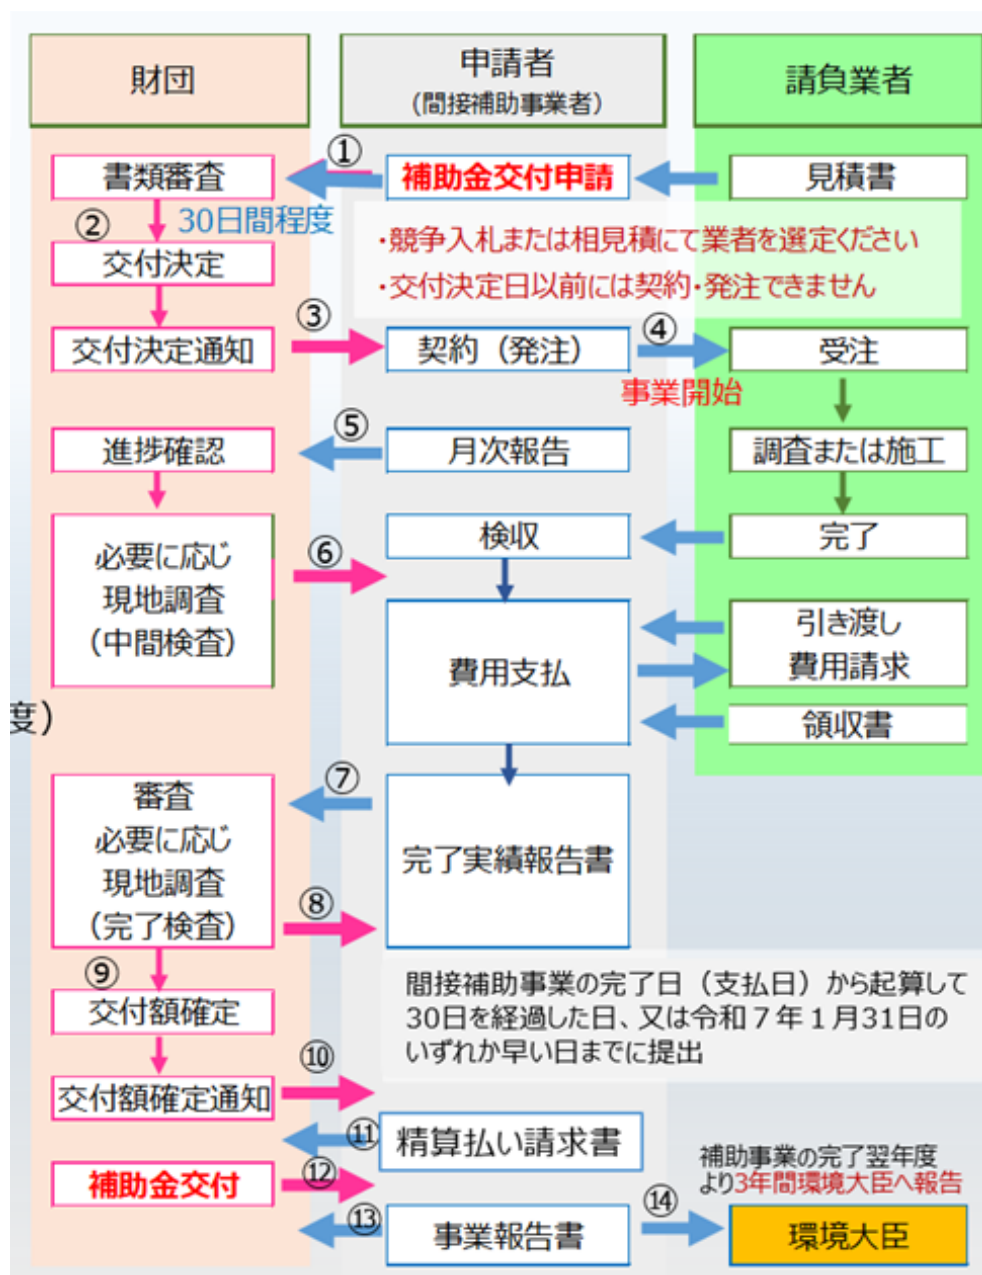 財団
申請者
（間接補助事業者）
請負業者
①
書類審査
補助金交付申請
見積書
30日間程度
②
・競争入札または相見積にて業者を選定ください
・交付決定日以前には契約・発注できません
交付決定
③
④
交付決定通知
契約（発注）
受注
事業開始
⑤
進捗確認
月次報告
調査または施工
⑥
必要に応じ
現地調査
（中間検査）
検収
完了
費用支払
引き渡し
費用請求
領収書
度）
⑦
審査
必要に応じ
現地調査
（完了検査）
完了実績報告書
⑧
⑨
間接補助事業の完了日（支払日）から起算して
30日を経過した日、又は令和７年１月31日の
いずれか早い日までに提出
交付額確定
⑩
交付額確定通知
⑪
精算払い請求書
補助金交付
⑫
補助事業の完了翌年度
より3年間環境大臣へ報告
⑬
事業報告書
⑭
環境大臣